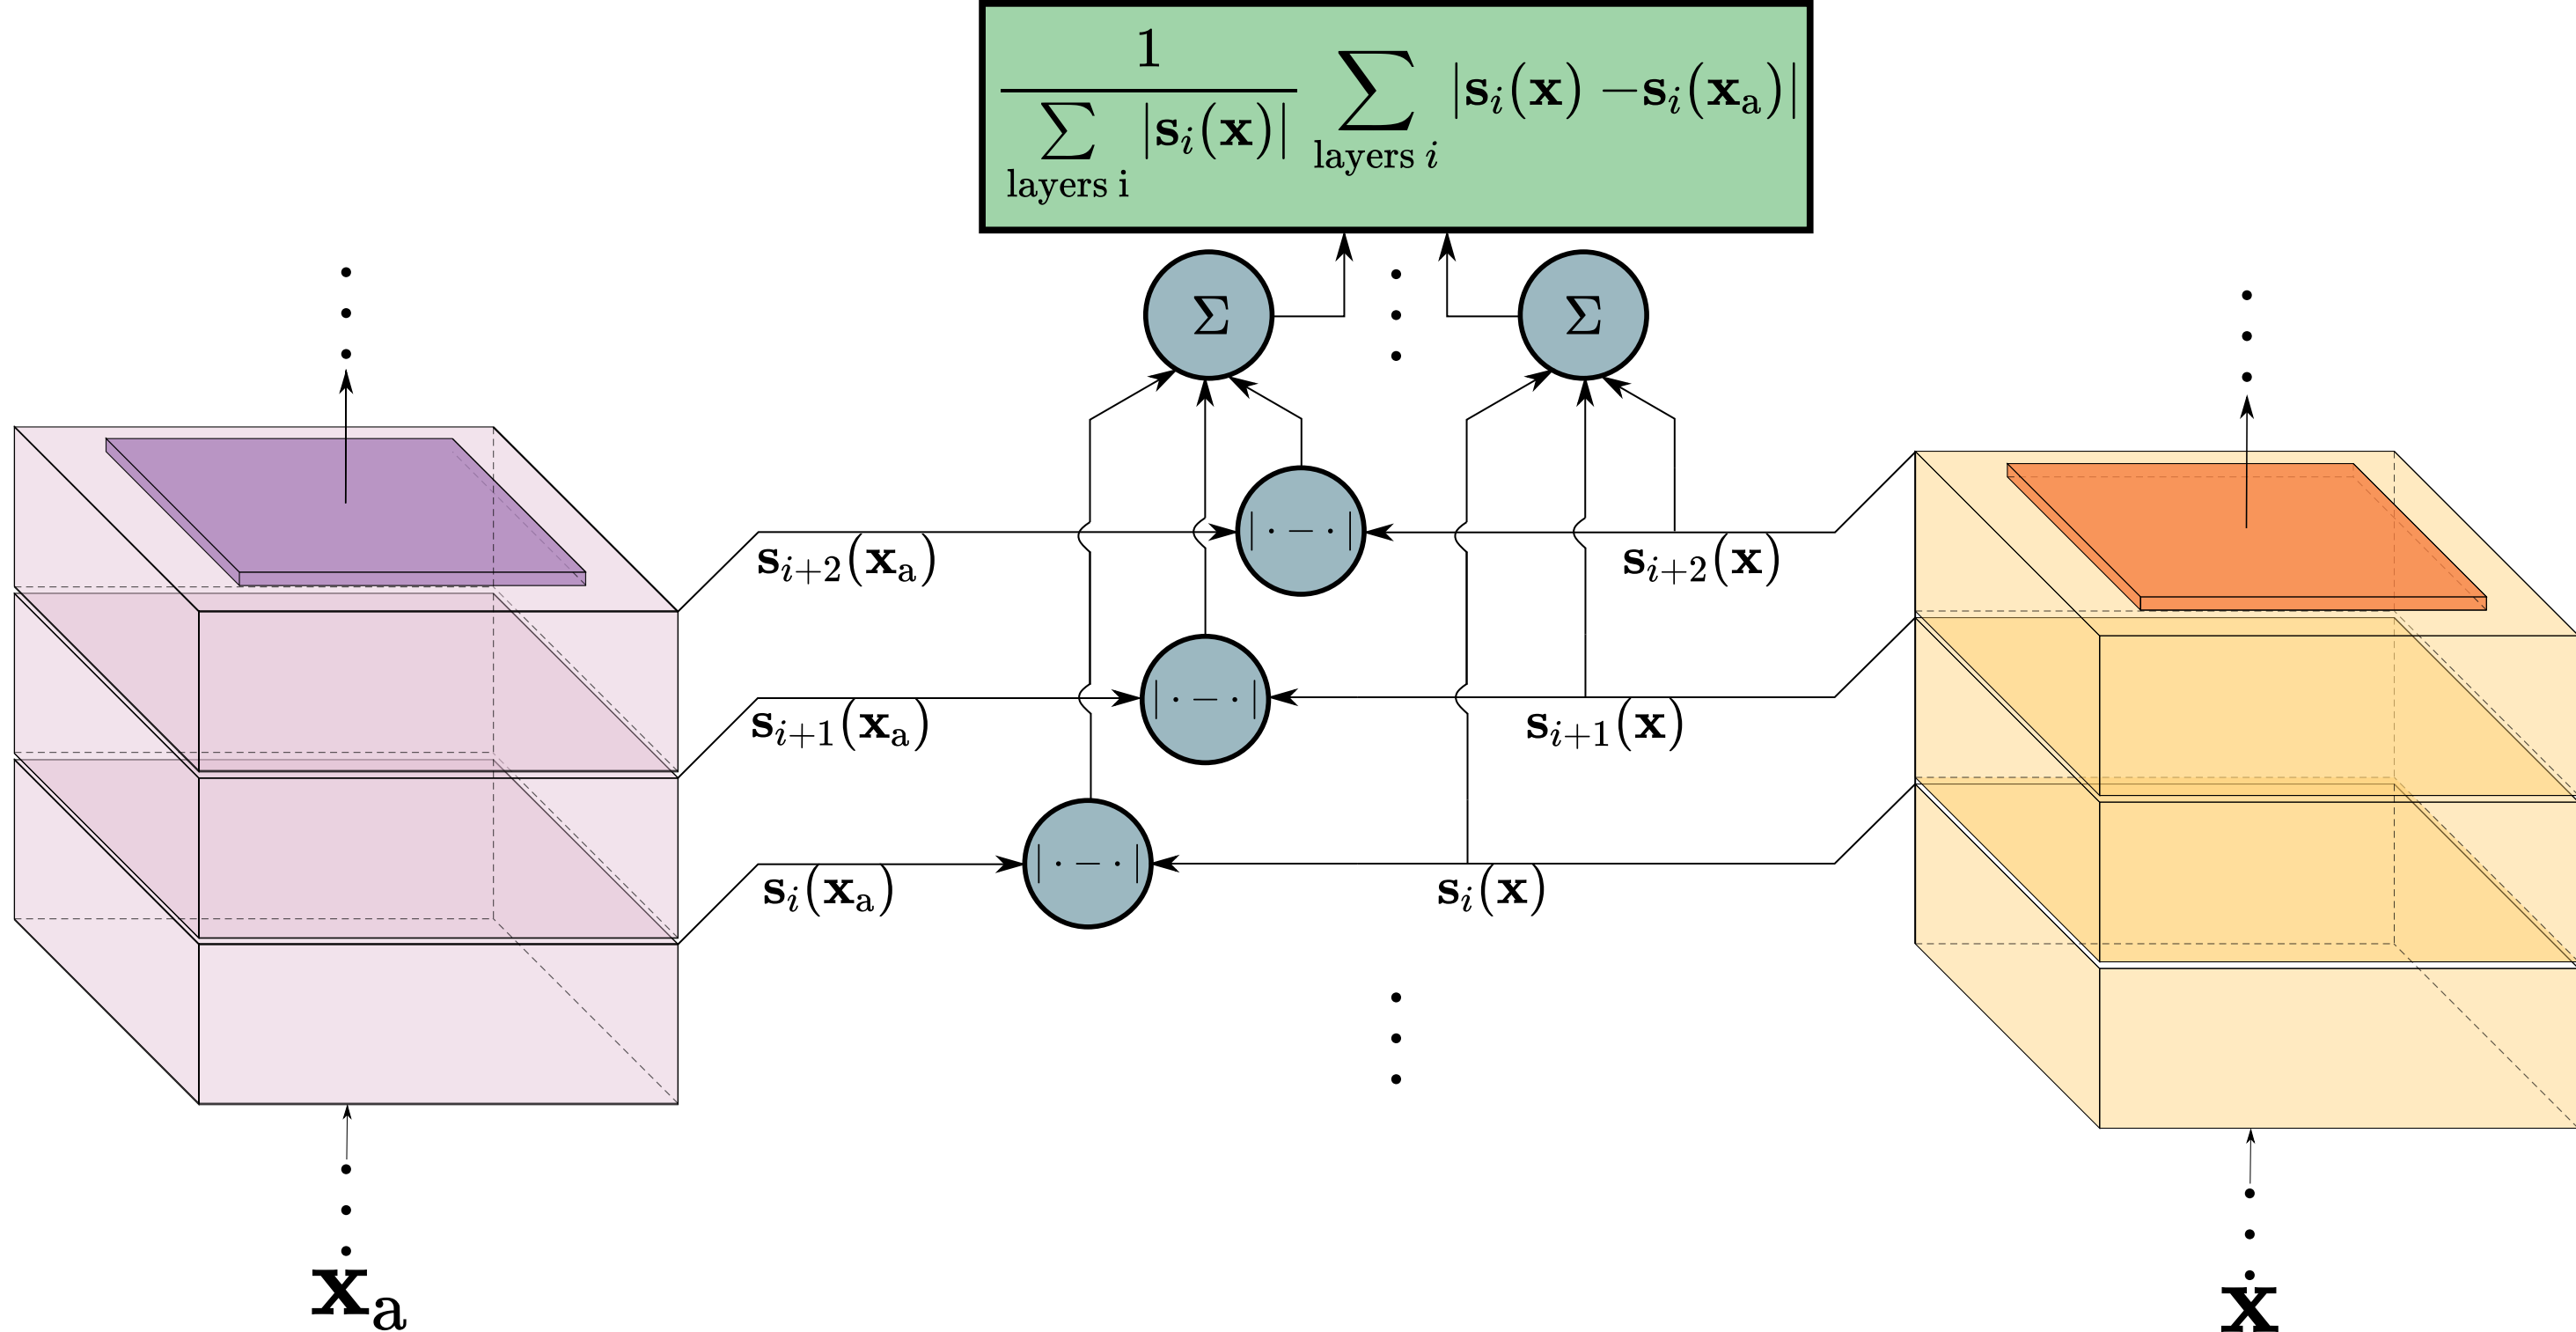 1
∑ |s_i(x)| ∑ |s_i(x) −s_i(x_a)|
layers i layers i
Σ Σ
| · − · |
s_{i+2}(x_a) s_{i+2}(x)
| · − · |
s_{i+1}(x_a) s_{i+1}(x)
| · − · |
s_i(x_a) s_i(x)
x_a x